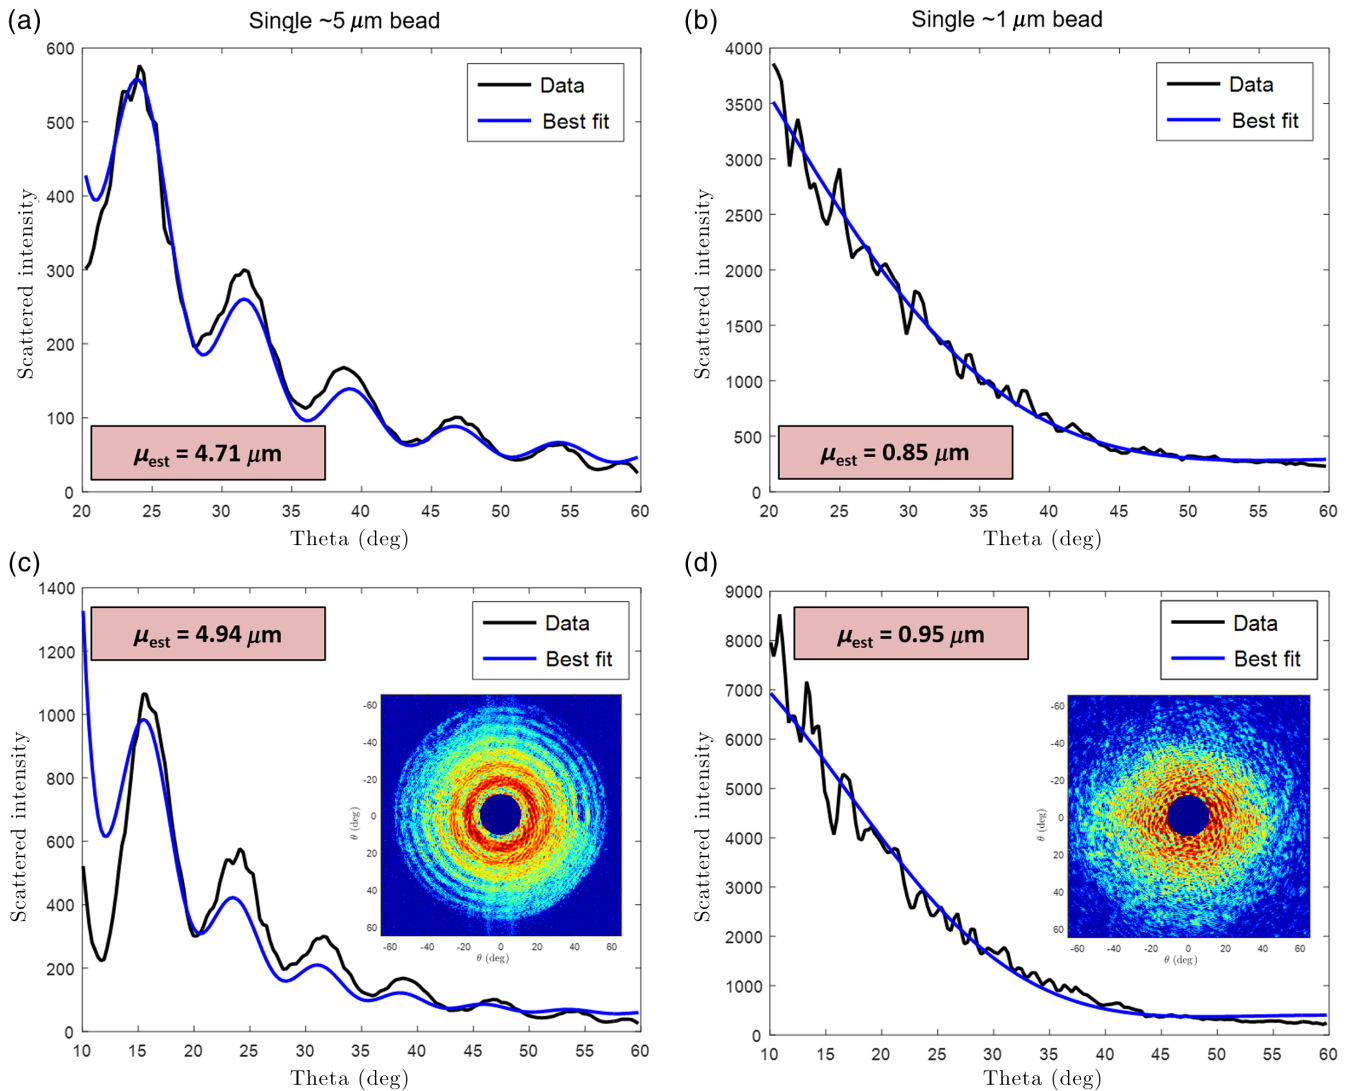 (a)
Single ~5 μm bead
600
500
400
300
200
100
0
Scattered intensity
Data
Best fit
μest = 4.71 μm
20 25 30 35 40 45 50 55 60
Theta (deg)
(b)
Single ~1 μm bead
4000
3500
3000
2500
2000
1500
1000
500
0
Scattered intensity
Data
Best fit
μest = 0.85 μm
20 25 30 35 40 45 50 55 60
Theta (deg)
(c)
1400
1200
1000
800
600
400
200
0
Scattered intensity
μest = 4.94 μm
Data
Best fit
-60
-40
-20
0
20
40
60
θ (deg)
-60 -40 -20 0 20 40 60
θ (deg)
10 15 20 25 30 35 40 45 50 55 60
Theta (deg)
(d)
9000
8000
7000
6000
5000
4000
3000
2000
1000
0
Scattered intensity
μest = 0.95 μm
Data
Best fit
-60
-40
-20
0
20
40
60
θ (deg)
-60 -40 -20 0 20 40 60
θ (deg)
10 15 20 25 30 35 40 45 50 55 60
Theta (deg)